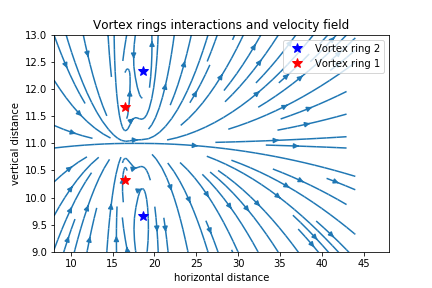 Vortex rings interactions and velocity field
Vortex ring 2
Vortex ring 1
vertical distance
13.0
12.5
12.0
11.5
11.0
10.5
10.0
9.5
9.0
10 15 20 25 30 35 40 45
horizontal distance